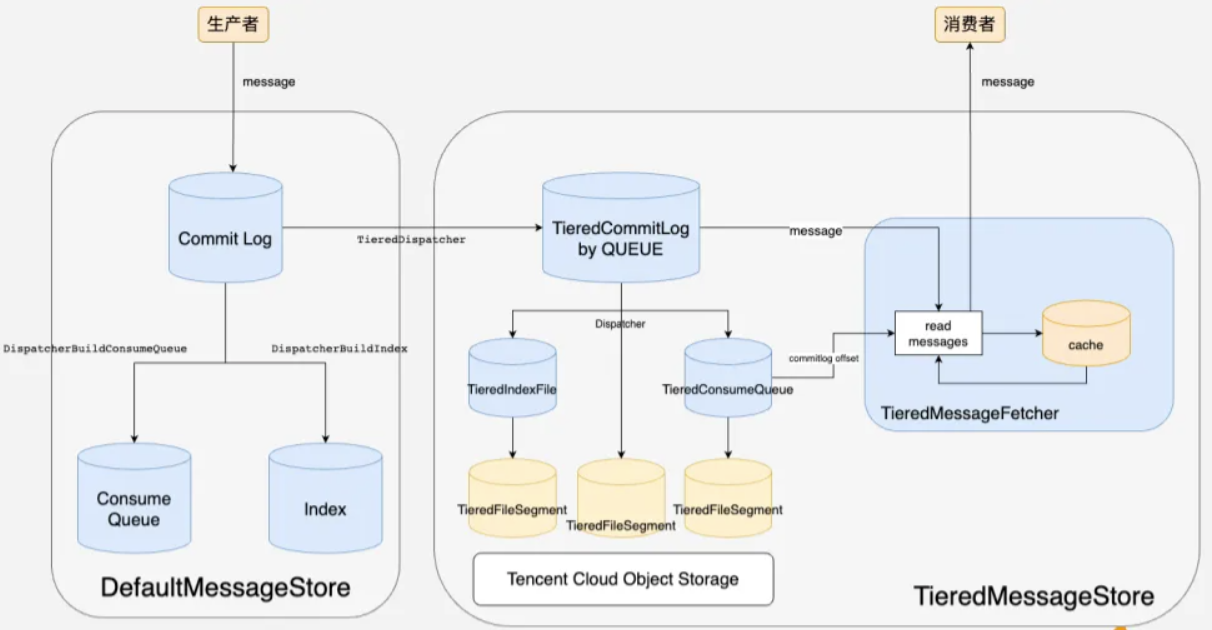 生产者
消费者
message
message
Commit Log
TieredDispatcher
TieredCommitLog
by QUEUE
message
Dispatcher
read
messages
cache
commitlog offset
DispatcherBuildConsumeQueue
DispatcherBuildIndex
TieredIndexFile
TieredConsumeQueue
TieredMessageFetcher
Consume
Queue
Index
TieredFileSegment
TieredFileSegment
TieredFileSegment
Tencent Cloud Object Storage
DefaultMessageStore
TieredMessageStore